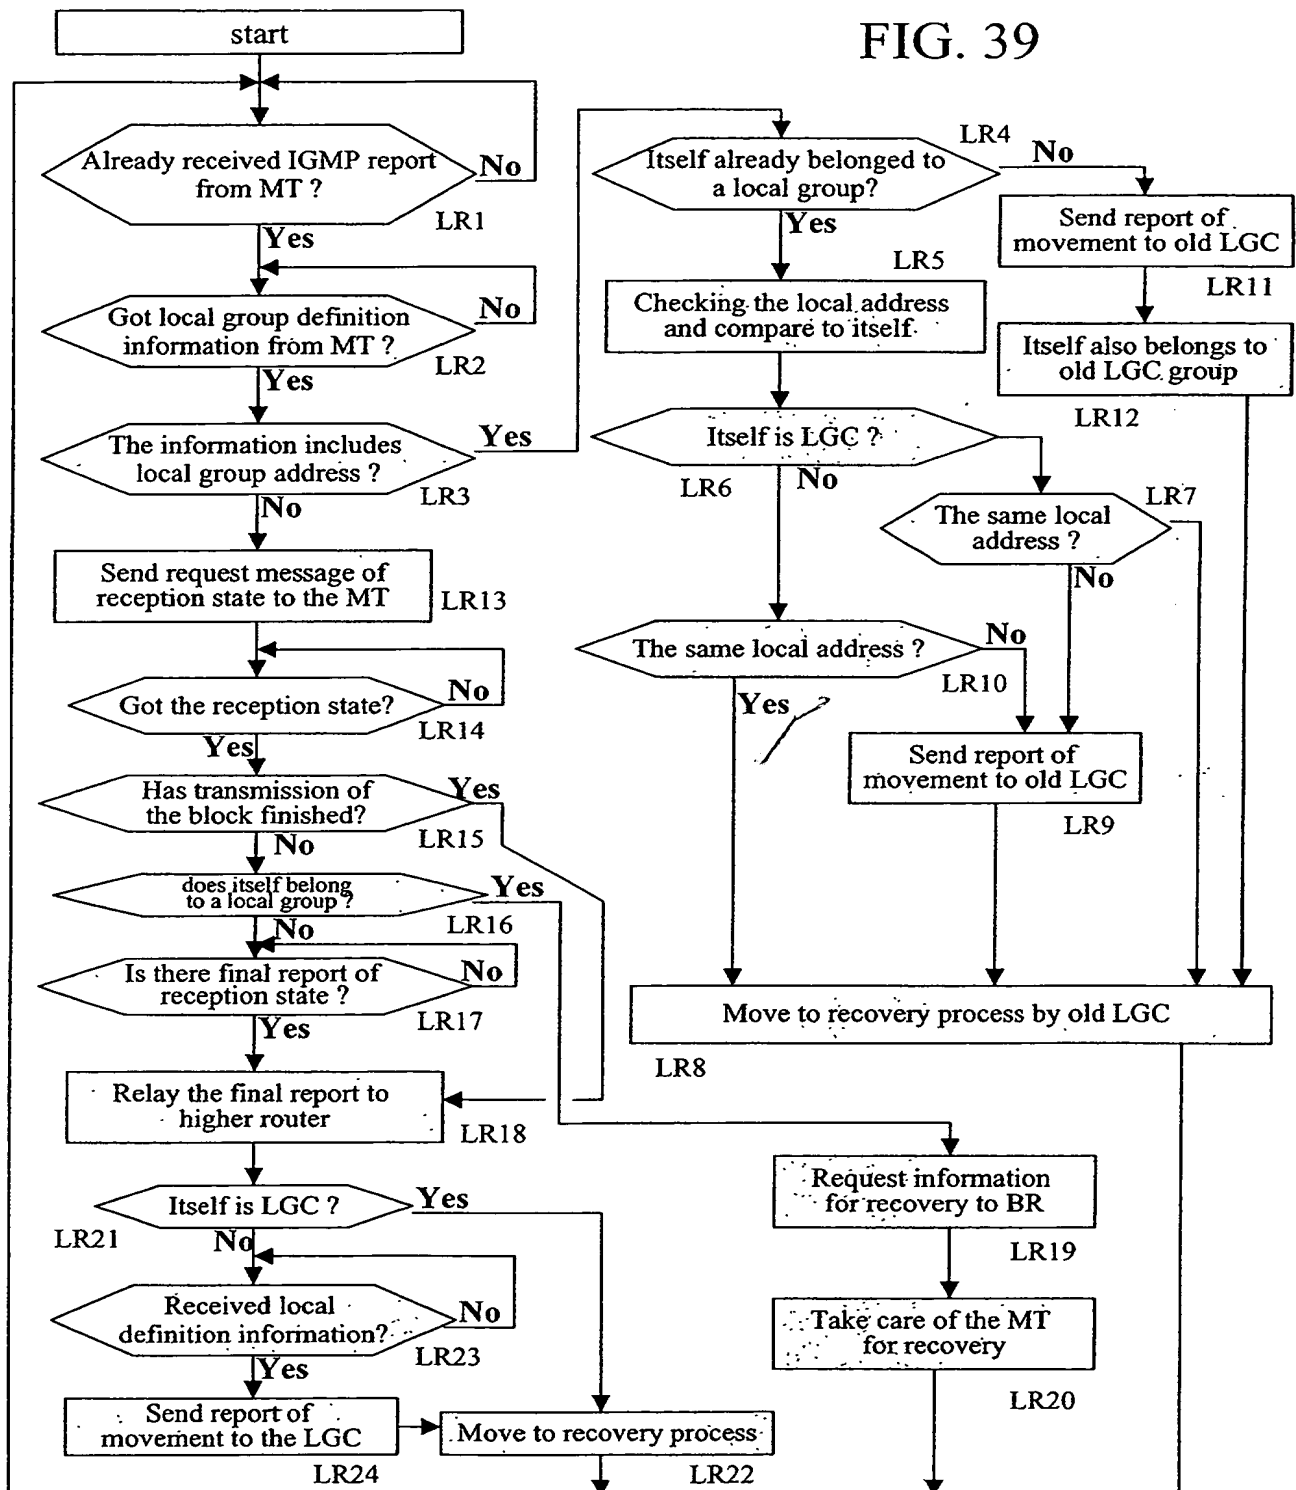 FIG. 39
start
Already received IGMP report
from MT ?
No
LR1
Yes
Got local group definition
information from MT ?
No
LR2
Yes
The information includes
local group address ?
Yes
LR3
No
Send request message of
reception state to the MT
LR13
Got the reception state?
No
LR14
Yes
Has transmission of
the block finished?
Yes
LR15
No
does itself belong
to a local group ?
Yes
LR16
No
Is there final report of
reception state ?
No
LR17
Yes
Relay the final report to
higher router
LR18
Itself is LGC ?
Yes
LR21
No
Received local
definition information?
No
LR23
Yes
Send report of
movement to the LGC
LR24
Move to recovery process
LR22
Itself already belonged to
a local group?
LR4
No
Yes
Send report of
movement to old LGC
LR11
Itself also belongs to
old LGC group
LR12
LR5
Checking the local address
and compare to itself
Itself is LGC ?
LR6
No
LR7
The same local
address ?
No
The same local address ?
No
LR10
Yes
Send report of
movement to old LGC
LR9
Move to recovery process by old LGC
LR8
Request information
for recovery to BR
LR19
Take care of the MT
for recovery
LR20